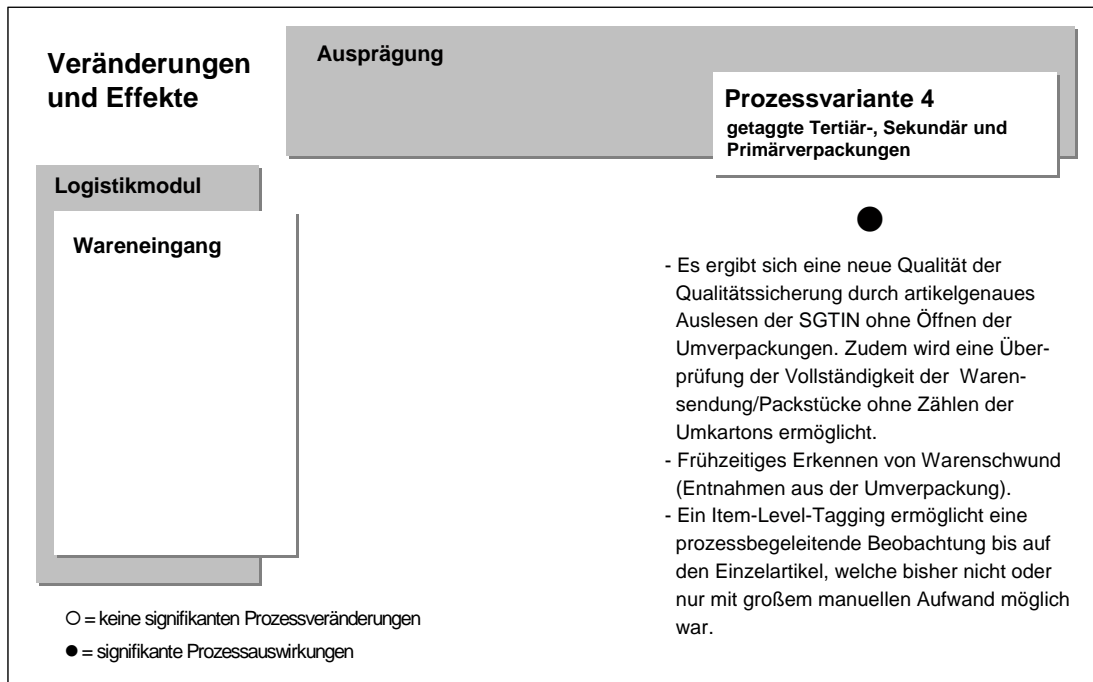 Veränderungen
und Effekte
Ausprägung
Prozessvariante 4
getaggte Tertiär-, Sekundär und
Primärverpackungen
Logistikmodul
Wareneingang
- Es ergibt sich eine neue Qualität der
Qualitätssicherung durch artikelgenaues
Auslesen der SGTIN ohne Öffnen der
Umverpackungen. Zudem wird eine Über-
prüfung der Vollständigkeit der Waren-
sendung/Packstücke ohne Zählen der
Umkartons ermöglicht.
- Frühzeitiges Erkennen von Warenschwund
(Entnahmen aus der Umverpackung).
- Ein Item-Level-Tagging ermöglicht eine
prozessbegeleitende Beobachtung bis auf
den Einzelartikel, welche bisher nicht oder
nur mit großem manuellen Aufwand möglich
war.
○ = keine signifikanten Prozessveränderungen
● = signifikante Prozessauswirkungen